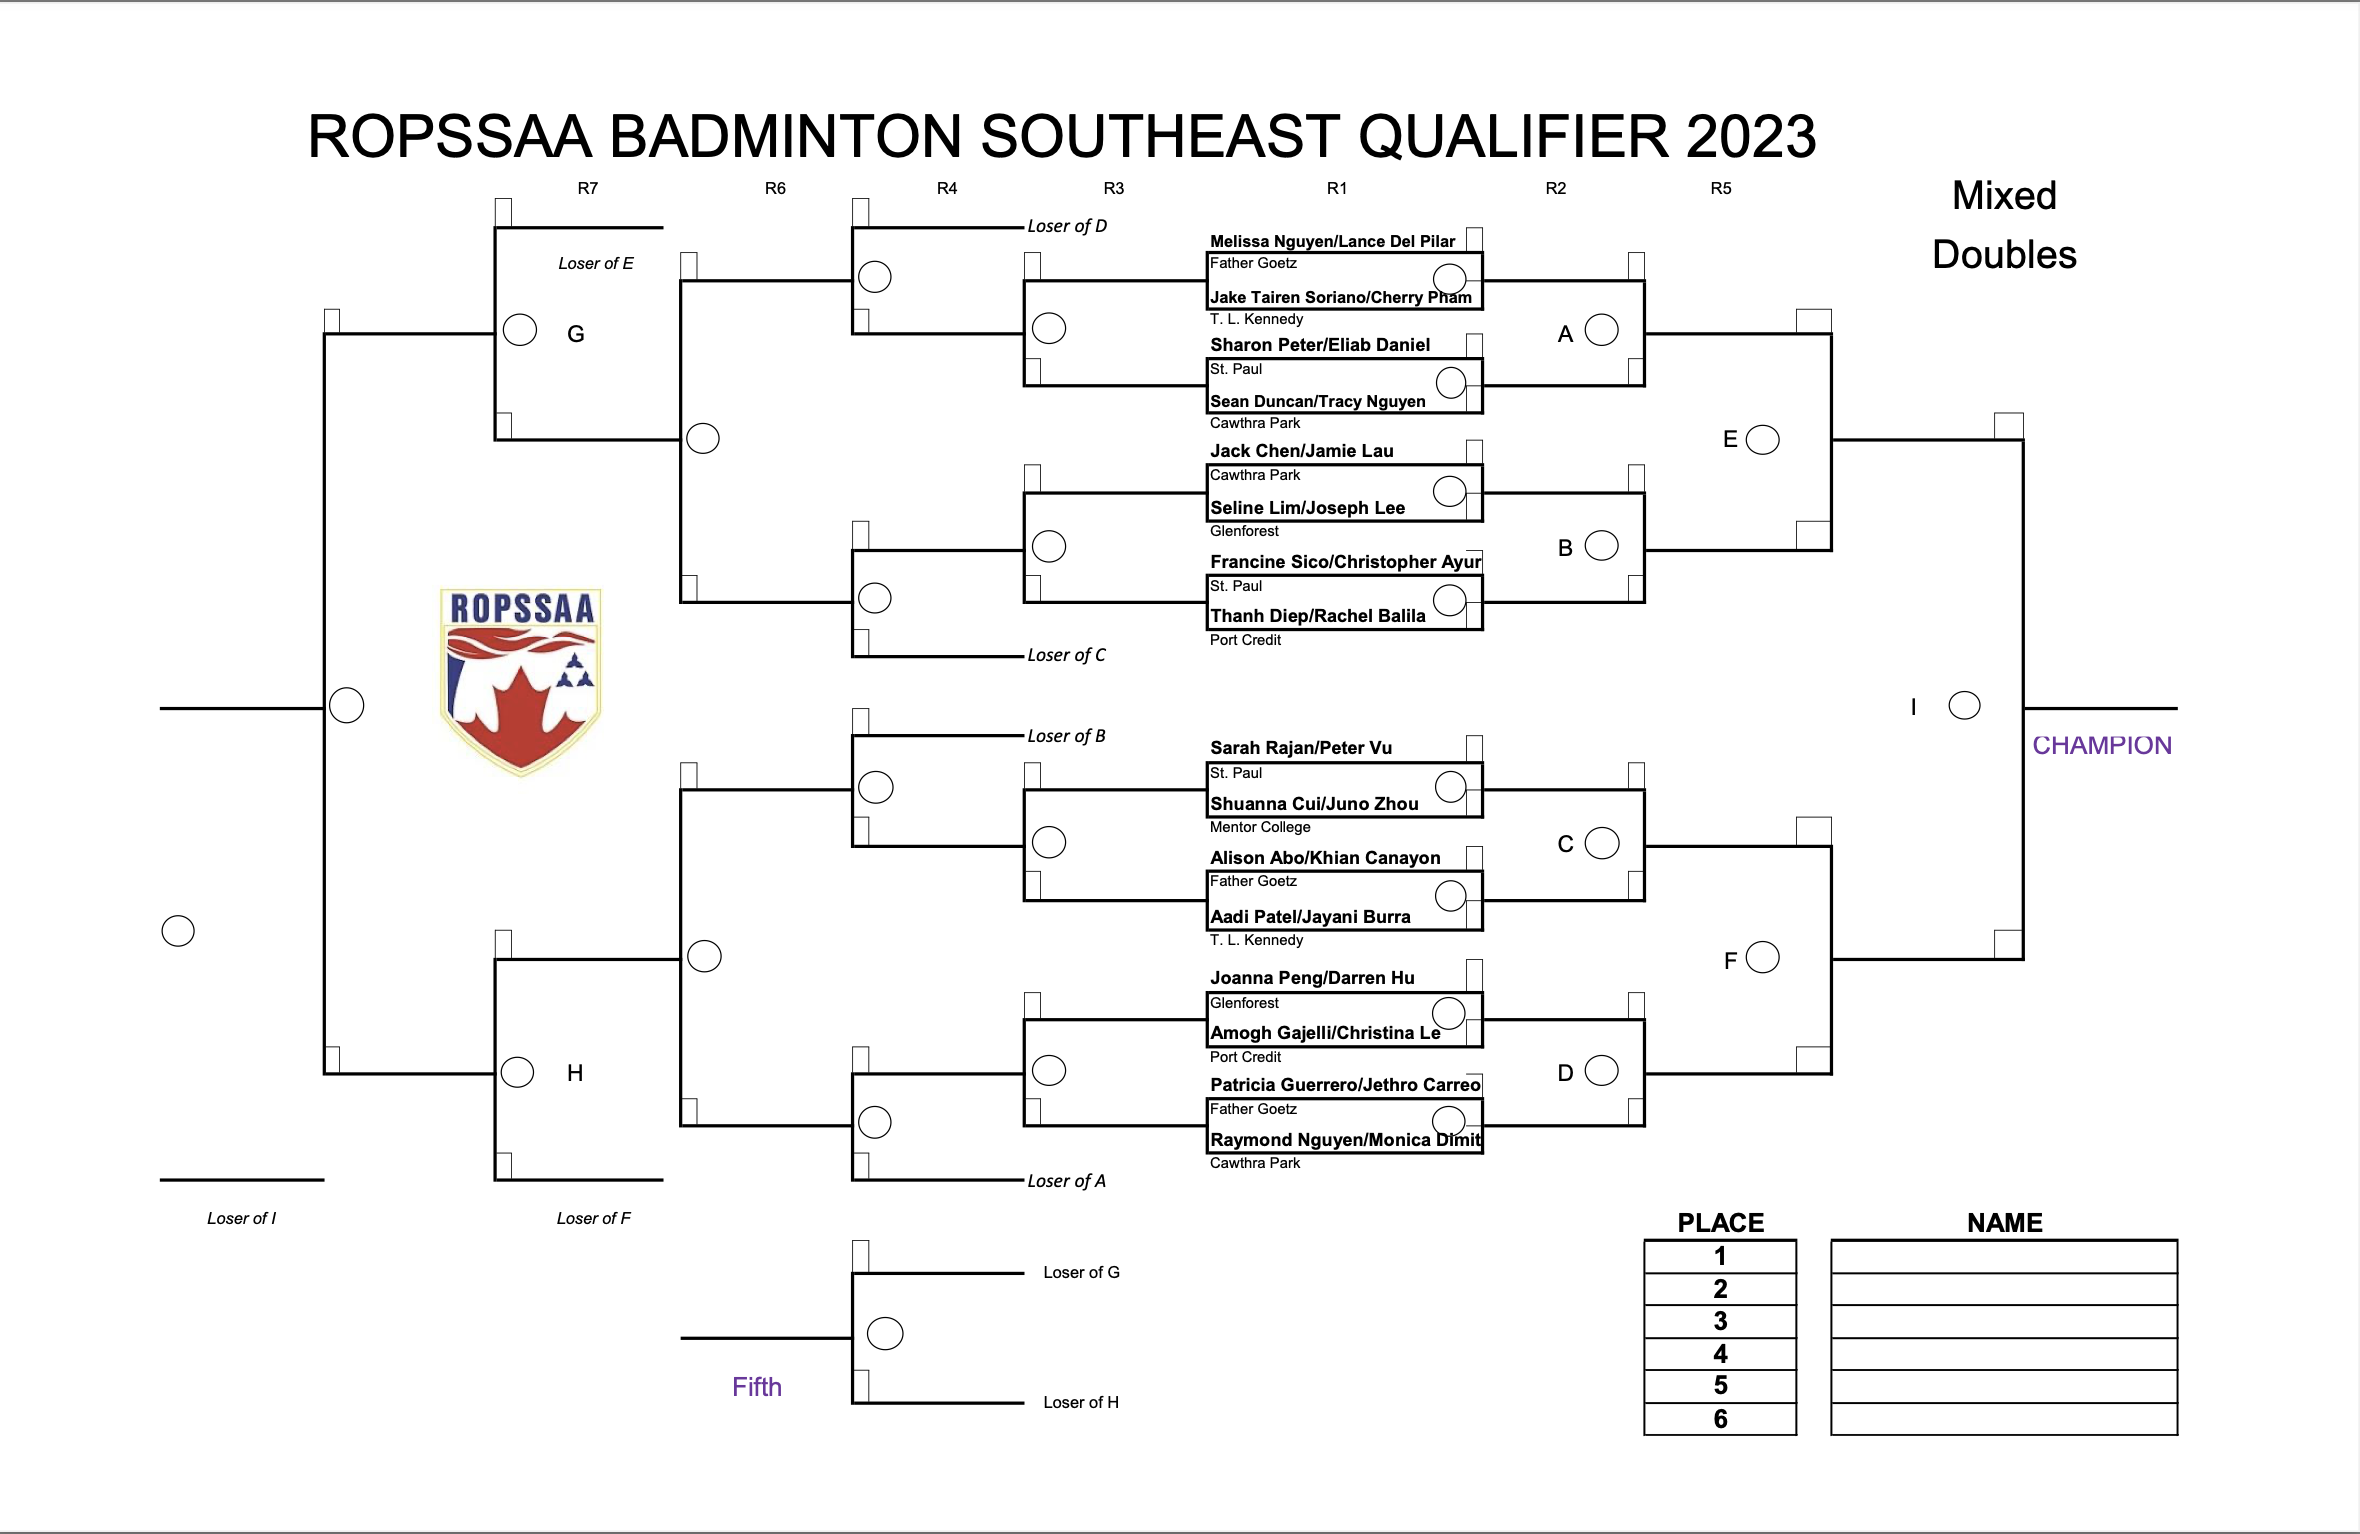 ROPSSAA BADMINTON SOUTHEAST QUALIFIER 2023
R7 R6 R4 R3 R1 R2 R5
Mixed
Doubles
Loser of D
Melissa Nguyen/Lance Del Pilar
Loser of E
Father Goetz
Jake Tairen Soriano/Cherry Pham
T. L. Kennedy
G
A
Sharon Peter/Eliab Daniel
St. Paul
Sean Duncan/Tracy Nguyen
Cawthra Park
E
Jack Chen/Jamie Lau
Cawthra Park
Seline Lim/Joseph Lee
Glenforest
B
Francine Sico/Christopher Ayur
St. Paul
ROPSSAA
Thanh Diep/Rachel Balila
Port Credit
Loser of C
I
Loser of B
CHAMPION
Sarah Rajan/Peter Vu
St. Paul
Shuanna Cui/Juno Zhou
Mentor College
C
Alison Abo/Khian Canayon
Father Goetz
Aadi Patel/Jayani Burra
T. L. Kennedy
F
Joanna Peng/Darren Hu
Glenforest
Amogh Gajelli/Christina Le
Port Credit
H
D
Patricia Guerrero/Jethro Carreo
Father Goetz
Raymond Nguyen/Monica Dimit
Cawthra Park
Loser of A
Loser of I
Loser of F
PLACE NAME
1
2
3
4
5
6
Loser of G
Fifth
Loser of H